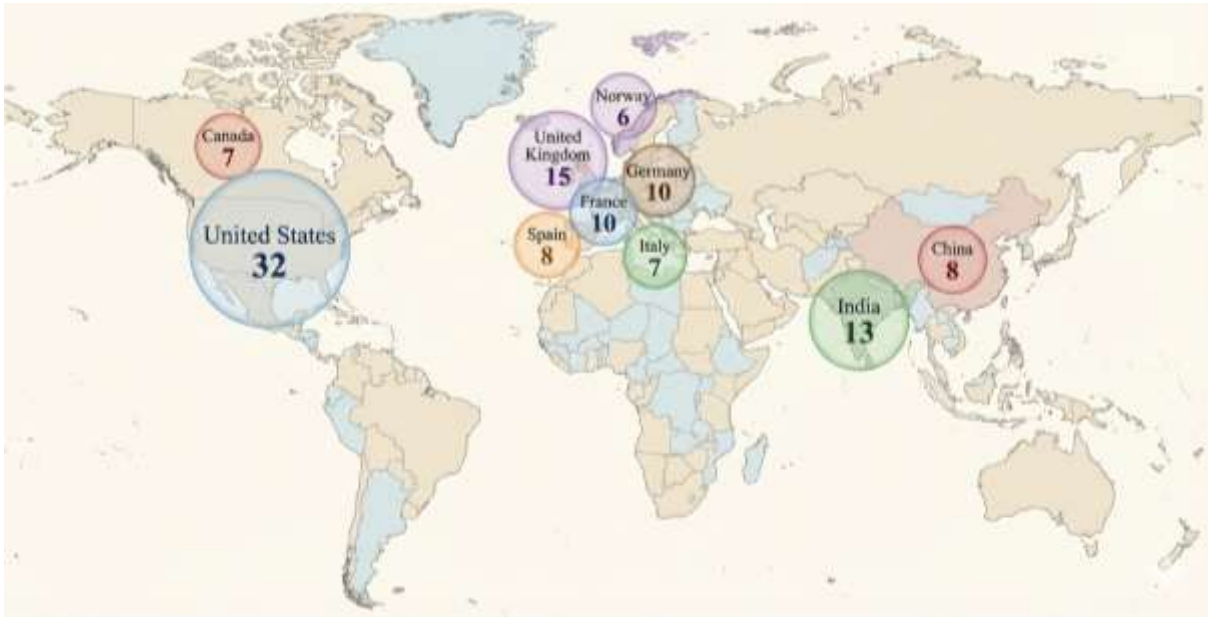 Norway
6
Canada
7
United
Kingdom
15
Germany
10
France
10
United States
32
Spain
8
Italy
7
China
8
India
13